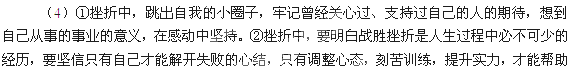 （4）①挫折中，跳出自我的小圈子，牢记曾经关心过、支持过自己的人的期待，想到
自己从事的事业的意义，在感动中坚持。②挫折中，要明白战胜挫折是人生过程中必不可少的
经历，要坚信只有自己才能解开失败的心结，只有调整心态，刻苦训练，提升实力，才能帮助